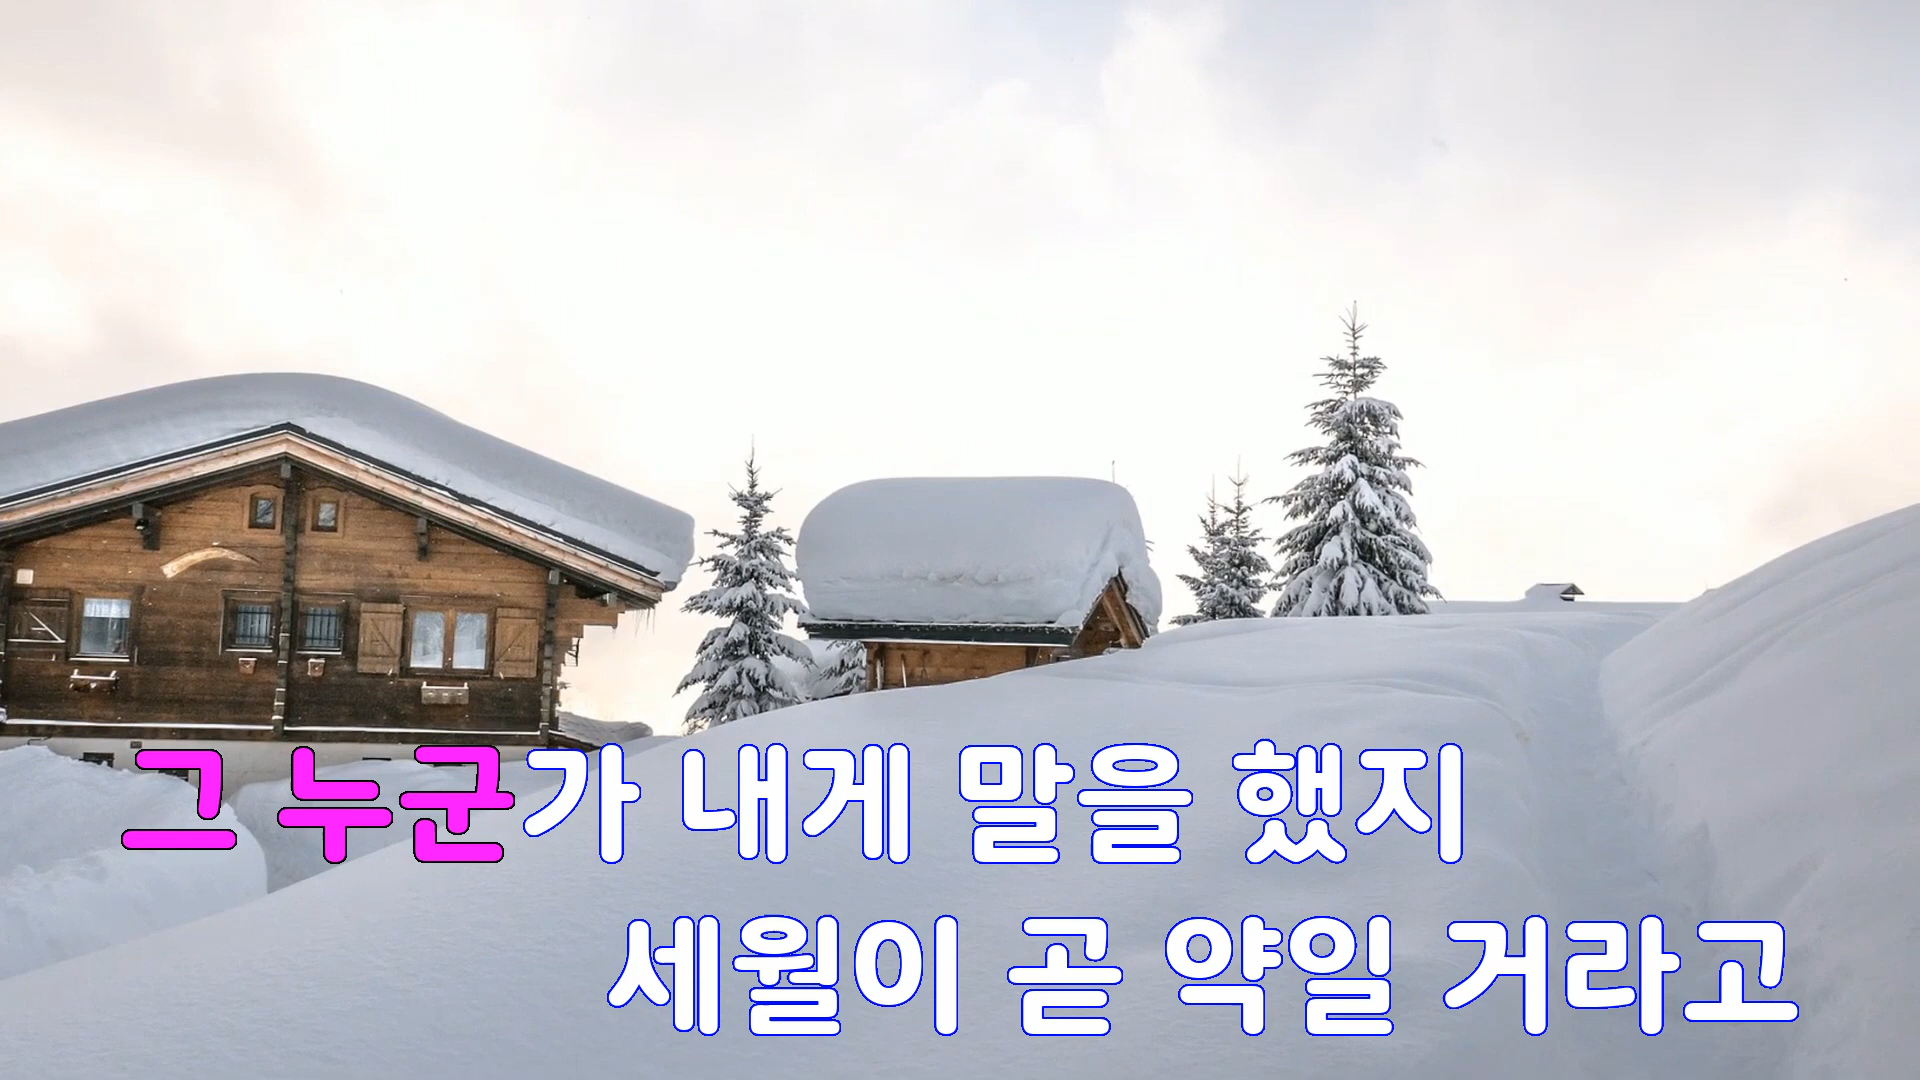 그 누군가 내게 말을 했지
세월이 곧 약일 거라고